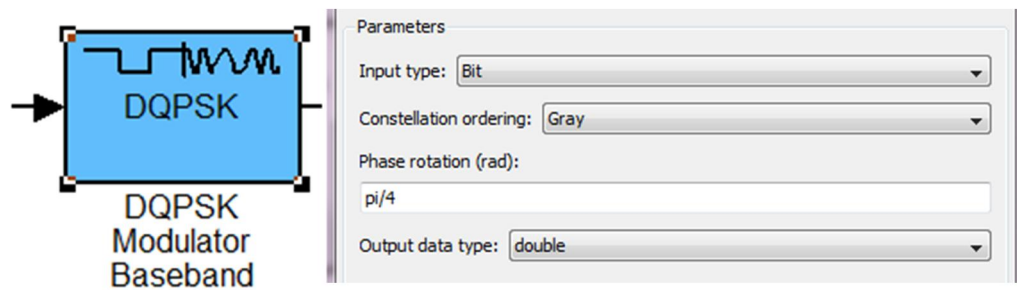 DQPSK
DQPSK
Modulator
Baseband
Parameters
Input type: Bit
Constellation ordering: Gray
Phase rotation (rad):
pi/4
Output data type: double